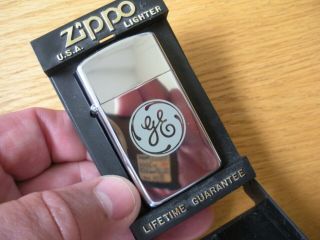 Zippo
U.S.A. LIGHTER
GE
LIFETIME GUARANTEE